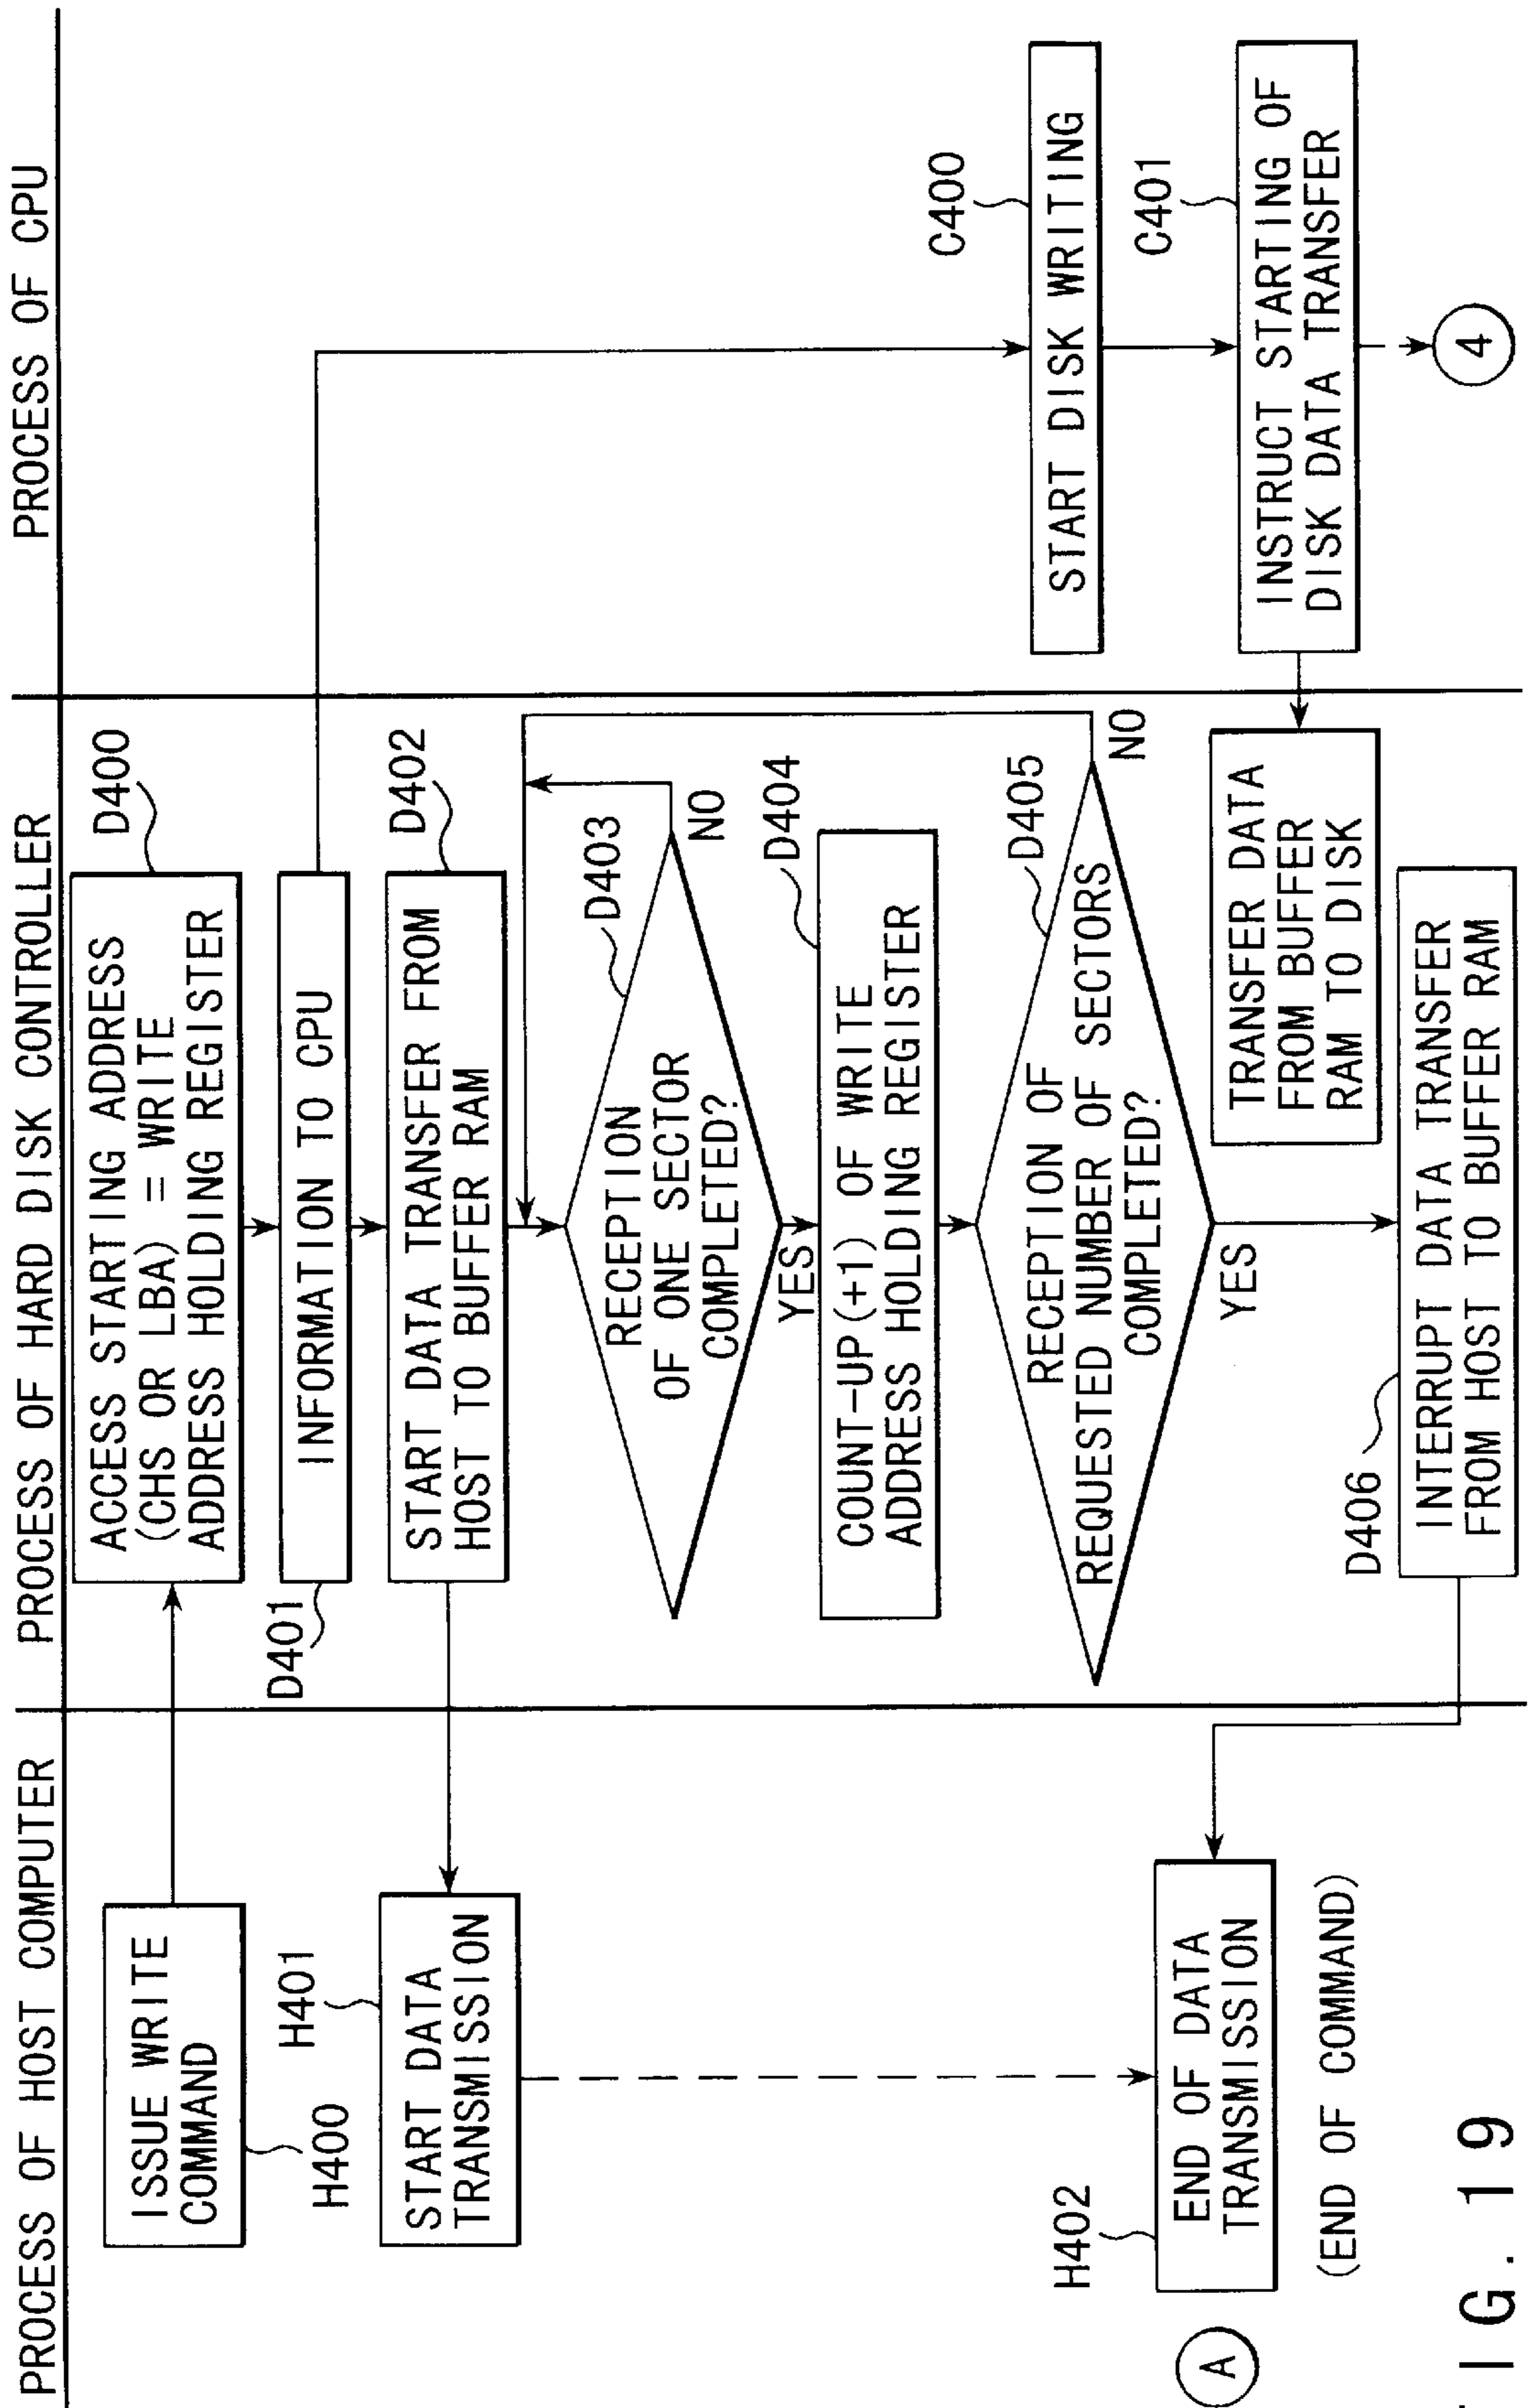 PROCESS OF HOST COMPUTER
PROCESS OF HARD DISK CONTROLLER
PROCESS OF CPU
ISSUE WRITE
COMMAND
H400
ACCESS STARTING ADDRESS
(CHS OR LBA) = WRITE
ADDRESS HOLDING REGISTER
D400
D401
INFORMATION TO CPU
H401
START DATA
TRANSMISSION
START DATA TRANSFER FROM
HOST TO BUFFER RAM
D402
RECEPTION
OF ONE SECTOR
COMPLETED?
D403
NO
YES
COUNT-UP(+1) OF WRITE
ADDRESS HOLDING REGISTER
D404
RECEPTION OF
REQUESTED NUMBER OF SECTORS
COMPLETED?
D405
NO
YES
START DISK WRITING
C400
INSTRUCT STARTING OF
DISK DATA TRANSFER
C401
4
TRANSFER DATA
FROM BUFFER
RAM TO DISK
D406
INTERRUPT DATA TRANSFER
FROM HOST TO BUFFER RAM
A
H402
END OF DATA
TRANSMISSION
(END OF COMMAND)
IG. 19